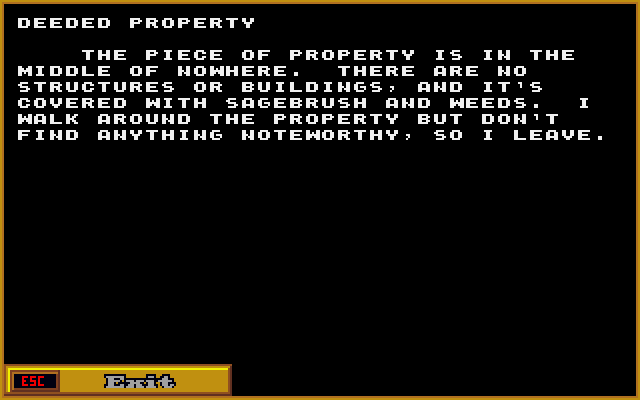 DEEDED PROPERTY
THE PIECE OF PROPERTY IS IN THE
MIDDLE OF NOWHERE.  THERE ARE NO
STRUCTURES OR BUILDINGS, AND IT'S
COVERED WITH SAGEBRUSH AND WEEDS.  I
WALK AROUND THE PROPERTY BUT DON'T
FIND ANYTHING NOTEWORTHY, SO I LEAVE.
ESC Exit